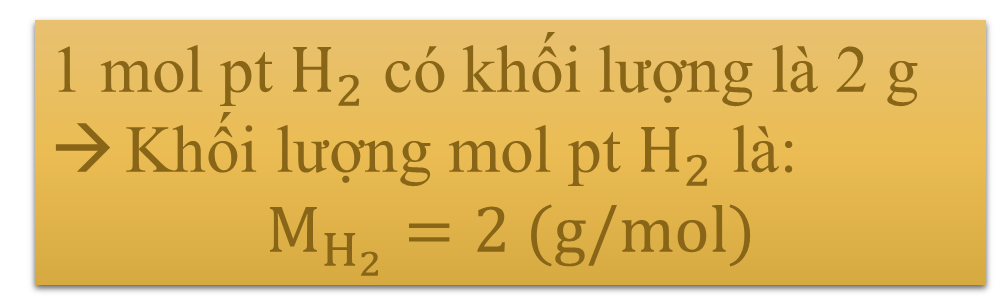 1 mol pt H₂ có khối lượng là 2 g
→ Khối lượng mol pt H₂ là:
M_H₂ = 2 (g/mol)